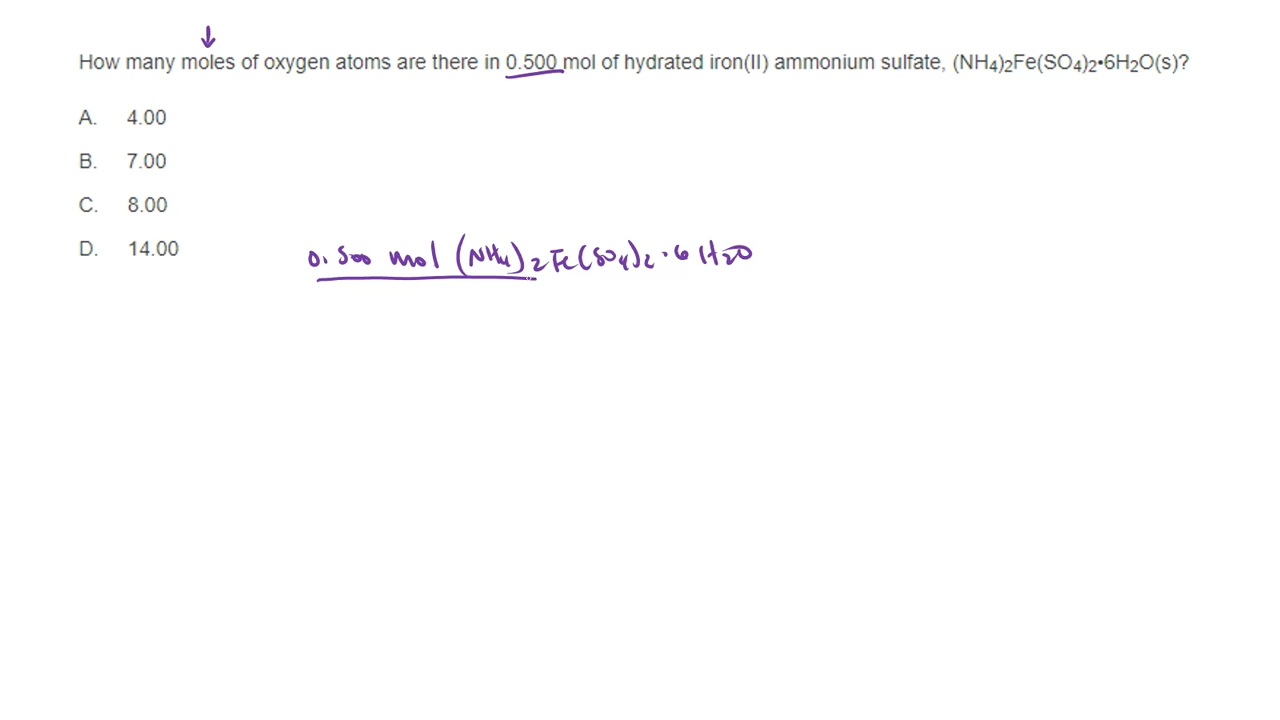 How many moles of oxygen atoms are there in 0.500 mol of hydrated iron(II) ammonium sulfate, (NH4)2Fe(SO4)2•6H2O(s)?
A. 4.00
B. 7.00
C. 8.00
D. 14.00
0.500 mol (NH4)2Fe(SO4)2·6H2O